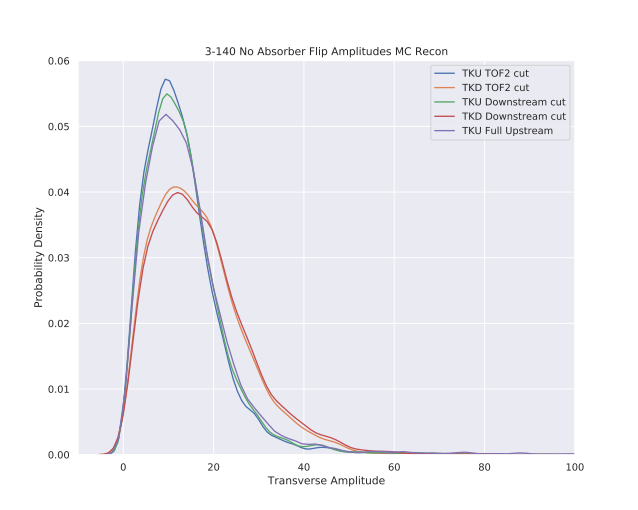 3-140 No Absorber Flip Amplitudes MC Recon
0.06
0.05
0.04
0.03
0.02
0.01
0.00
Probability Density
TKU TOF2 cut
TKD TOF2 cut
TKU Downstream cut
TKD Downstream cut
TKU Full Upstream
0 20 40 60 80 100
Transverse Amplitude